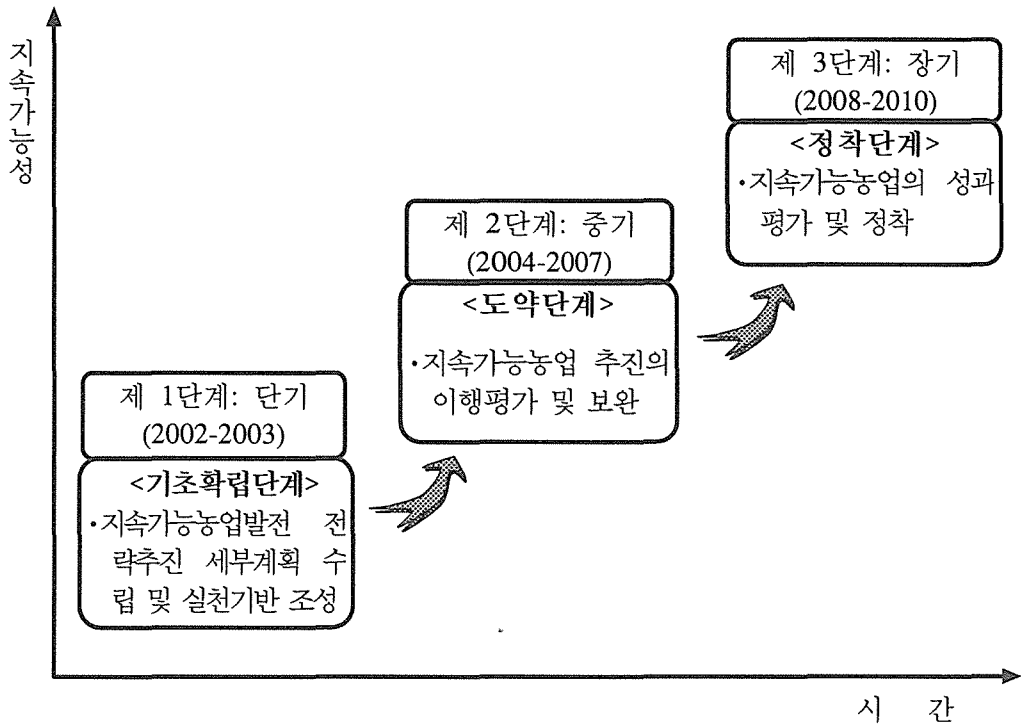 지속가능성
제 3단계: 장기
(2008-2010)
<정착단계>
·지속가능농업의 성과
평가 및 정착
제 2단계: 중기
(2004-2007)
<도약단계>
·지속가능농업 추진의
이행평가 및 보완
제 1단계: 단기
(2002-2003)
<기초확립단계>
·지속가능농업발전 전
략추진 세부계획 수
립 및 실천기반 조성
시 간